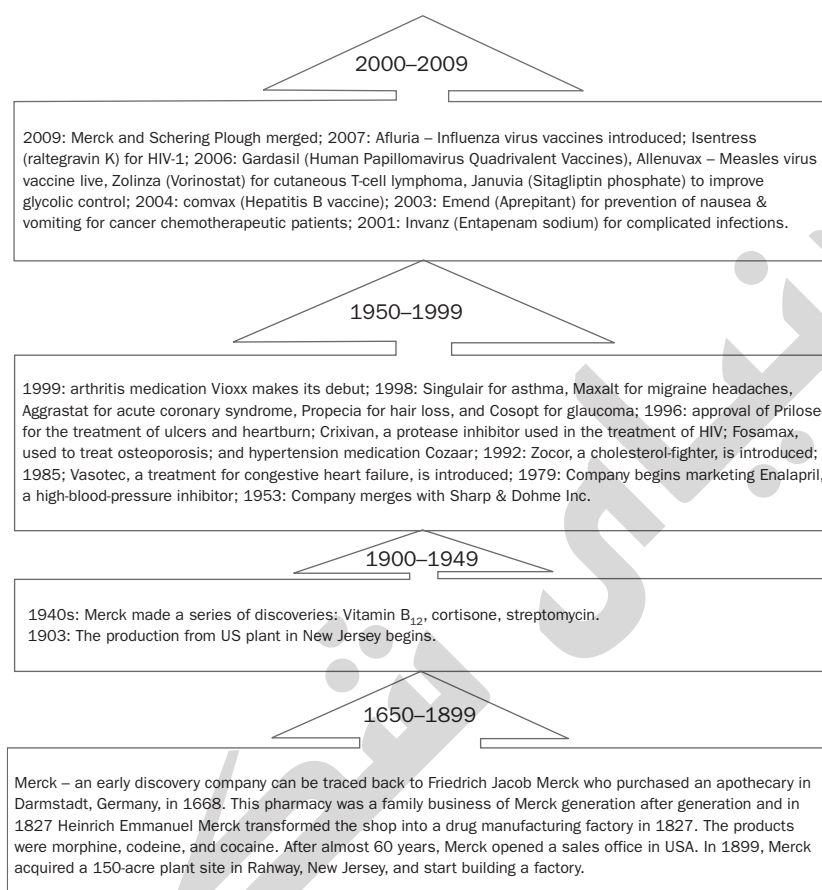 2000–2009
2009: Merck and Schering Plough merged; 2007: Afluria – Influenza virus vaccines introduced; Isentress
(raltegravin K) for HIV-1; 2006: Gardasil (Human Papillomavirus Quadrivalent Vaccines), Allenuvax – Measles virus
vaccine live, Zolinza (Vorinostat) for cutaneous T-cell lymphoma, Januvia (Sitagliptin phosphate) to improve
glycolic control; 2004: comvax (Hepatitis B vaccine); 2003: Emend (Aprepitant) for prevention of nausea &
vomiting for cancer chemotherapeutic patients; 2001: Invanz (Entapenam sodium) for complicated infections.
1950–1999
1999: arthritis medication Vioxx makes its debut; 1998: Singulair for asthma, Maxalt for migraine headaches,
Aggrastat for acute coronary syndrome, Propecia for hair loss, and Cosopt for glaucoma; 1996: approval of Prilosec
for the treatment of ulcers and heartburn; Crixivan, a protease inhibitor used in the treatment of HIV; Fosamax,
used to treat osteoporosis; and hypertension medication Cozaar; 1992: Zocor, a cholesterol-fighter, is introduced;
1985; Vasotec, a treatment for congestive heart failure, is introduced; 1979: Company begins marketing Enalapril,
a high-blood-pressure inhibitor; 1953: Company merges with Sharp & Dohme Inc.
1900–1949
1940s: Merck made a series of discoveries: Vitamin B12, cortisone, streptomycin.
1903: The production from US plant in New Jersey begins.
1650–1899
Merck – an early discovery company can be traced back to Friedrich Jacob Merck who purchased an apothecary in
Darmstadt, Germany, in 1668. This pharmacy was a family business of Merck generation after generation and in
1827 Heinrich Emmanuel Merck transformed the shop into a drug manufacturing factory in 1827. The products
were morphine, codeine, and cocaine. After almost 60 years, Merck opened a sales office in USA. In 1899, Merck
acquired a 150-acre plant site in Rahway, New Jersey, and start building a factory.